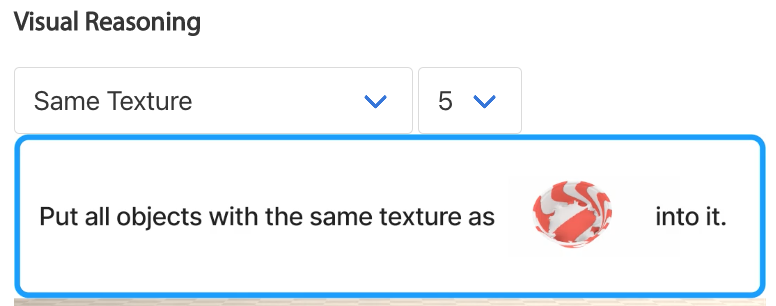 Visual Reasoning
Same Texture 5
Put all objects with the same texture as into it.